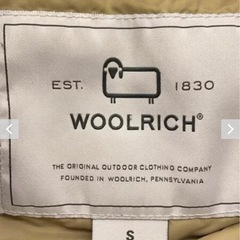 EST. 1830
WOOLRICH®
THE ORIGINAL OUTDOOR CLOTHING COMPANY
FOUNDED IN WOOLRICH, PENNSYLVANIA
S